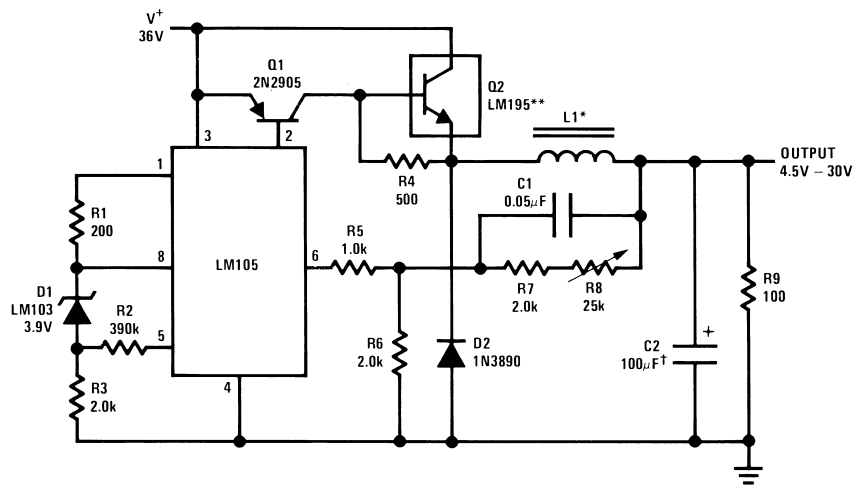 V+
36V
Q1
2N2905
Q2
LM195**
L1*
OUTPUT
4.5V – 30V
3
2
1
R4
500
C1
0.05μF
R1
200
R5
1.0k
8
LM105
6
R7
2.0k
R8
25k
R9
100
D1
LM103
3.9V
R2
390k
5
R6
2.0k
D2
1N3890
+
C2
100μF†
R3
2.0k
4